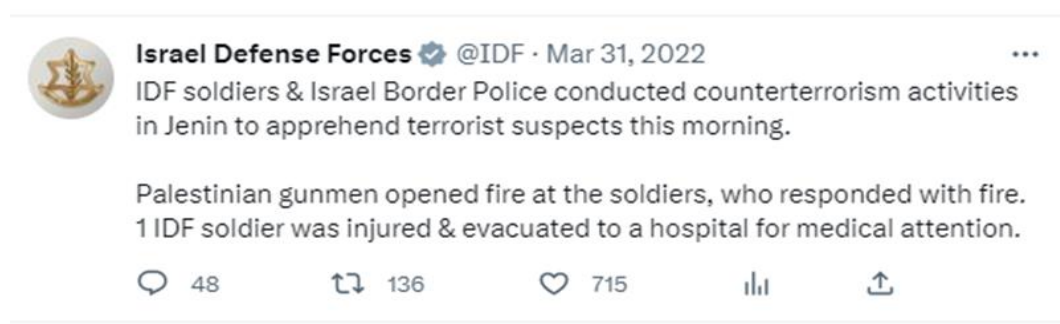 Israel Defense Forces @IDF · Mar 31, 2022
IDF soldiers & Israel Border Police conducted counterterrorism activities
in Jenin to apprehend terrorist suspects this morning.
Palestinian gunmen opened fire at the soldiers, who responded with fire.
1 IDF soldier was injured & evacuated to a hospital for medical attention.
48 136 715